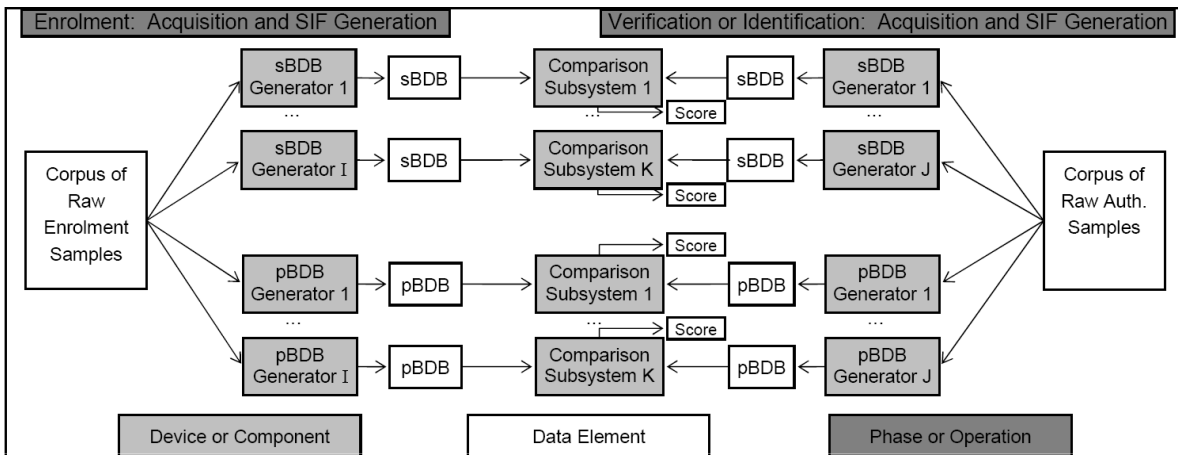 Enrolment: Acquisition and SIF Generation
Verification or Identification: Acquisition and SIF Generation
sBDB
Generator 1
sBDB
Comparison
Subsystem 1
sBDB
sBDB
Generator 1
...
...
Score
...
sBDB
Generator I
sBDB
Comparison
Subsystem K
sBDB
sBDB
Generator J
Score
Corpus of
Raw
Enrolment
Samples
Corpus of
Raw Auth.
Samples
Score
pBDB
Generator 1
pBDB
Comparison
Subsystem 1
pBDB
pBDB
Generator 1
...
...
Score
...
pBDB
Generator I
pBDB
Comparison
Subsystem K
pBDB
pBDB
Generator J
Device or Component
Data Element
Phase or Operation